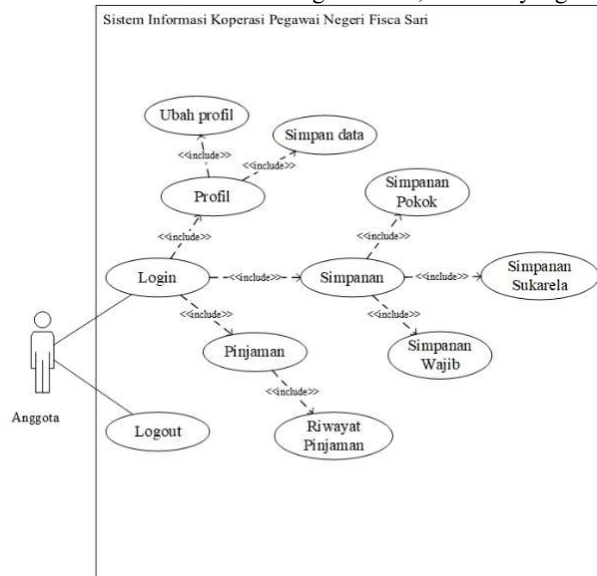 Sistem Informasi Koperasi Pegawai Negeri Fisca Sari
Ubah profil
Simpan data
<<include>>
<<include>>
Profil
Simpanan
Pokok
<<include>>
<<include>>
Login
<<include>>
Simpanan
<<include>>
Simpanan
Sukarela
<<include>>
<<include>>
Pinjaman
Simpanan
Wajib
<<include>>
Anggota
Logout
Riwayat
Pinjaman